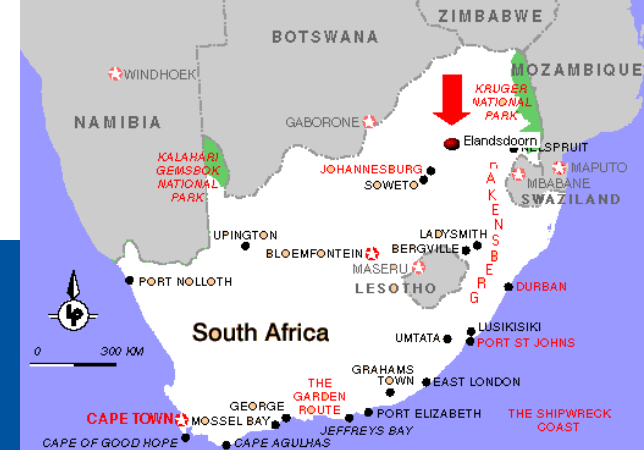 ZIMBABWE
BOTSWANA
MOZAMBIQUE
WINDHOEK
KRUGER
NATIONAL
PARK
NAMIBIA
GABORONE
Elandsdoorn
NELSPRUIT
KALAHARI
GEMSBOK
NATIONAL
PARK
JOHANNESBURG
SOWETO
MAPUTO
MBABANE
SWAZILAND
DRAKENSBERG
UPINGTON
LADYSMITH
BLOEMFONTEIN
BERGVILLE
MASERU
LESOTHO
PORT NOLLOTH
DURBAN
LP
South Africa
LUSIKISIKI
UMTATA
PORT ST JOHNS
0 300 KM
GRAHAMS
TOWN
EAST LONDON
THE
GARDEN
ROUTE
GEORGE
CAPE TOWN
MOSSEL BAY
PORT ELIZABETH
THE SHIPWRECK
COAST
JEFFREYS BAY
CAPE OF GOOD HOPE
CAPE AGULHAS